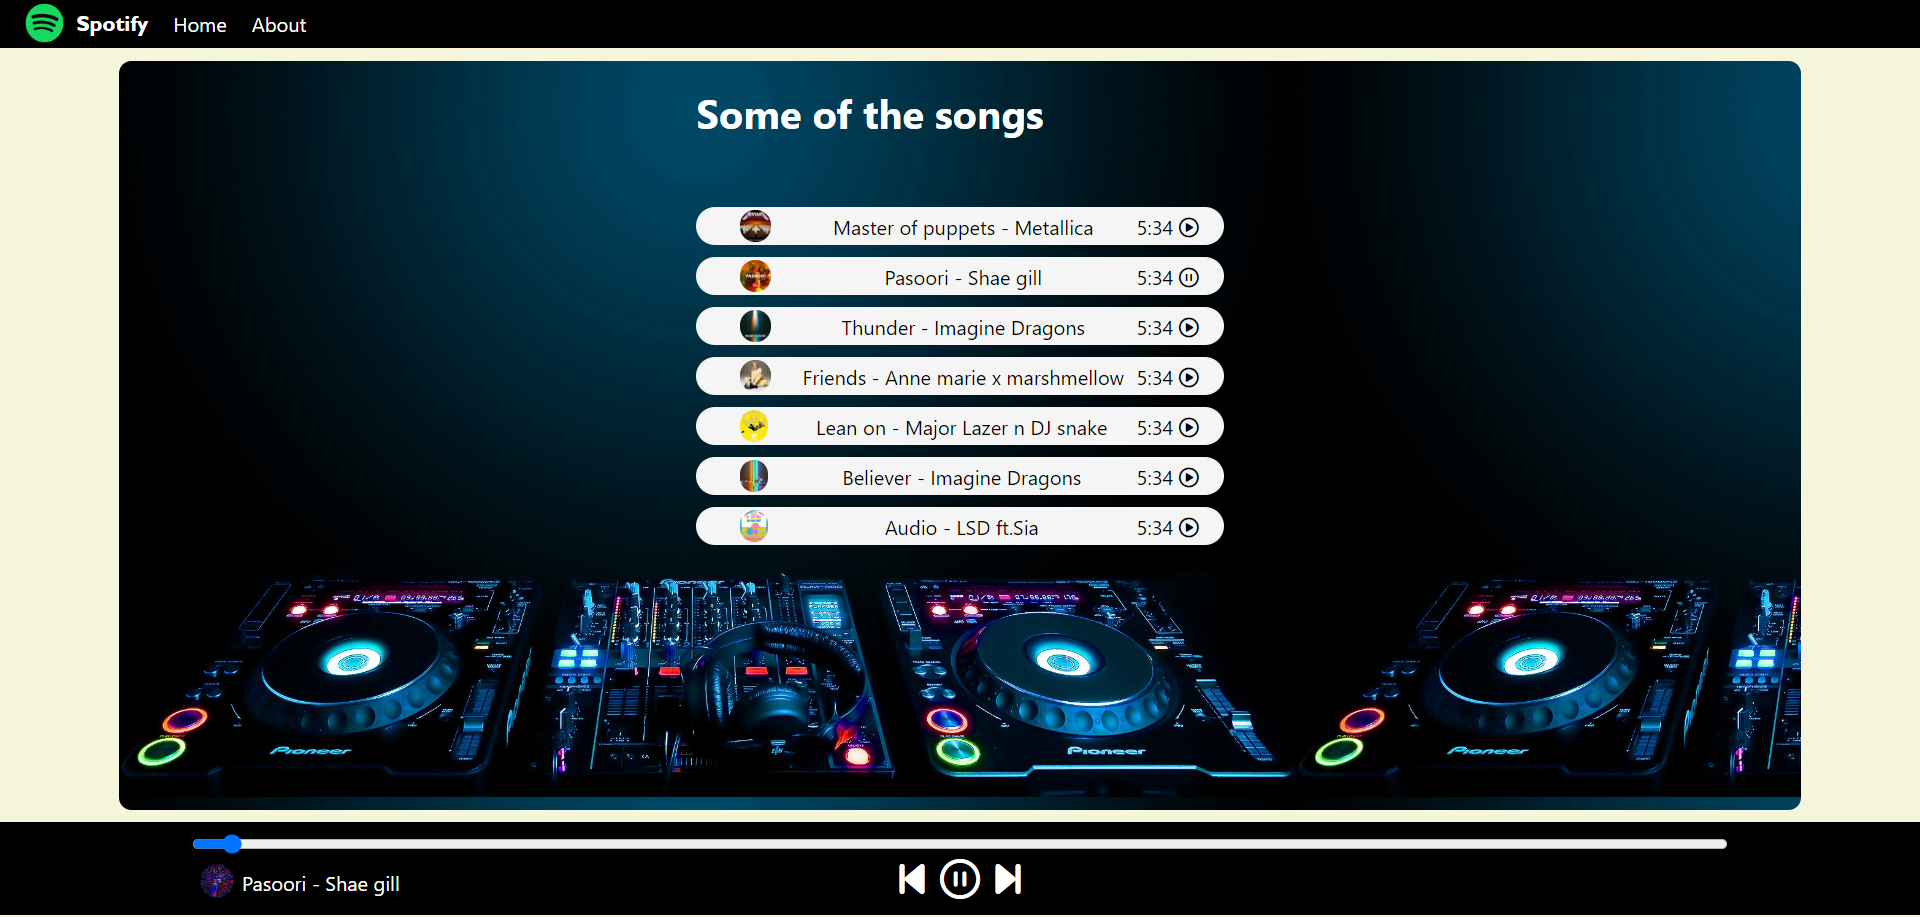 Spotify Home About
Some of the songs
Master of puppets - Metallica 5:34
Pasoori - Shae gill 5:34
Thunder - Imagine Dragons 5:34
Friends - Anne marie x marshmellow 5:34
Lean on - Major Lazer n DJ snake 5:34
Believer - Imagine Dragons 5:34
Audio - LSD ft.Sia 5:34
Pioneer
Pioneer Pioneer Pioneer
Pasoori - Shae gill